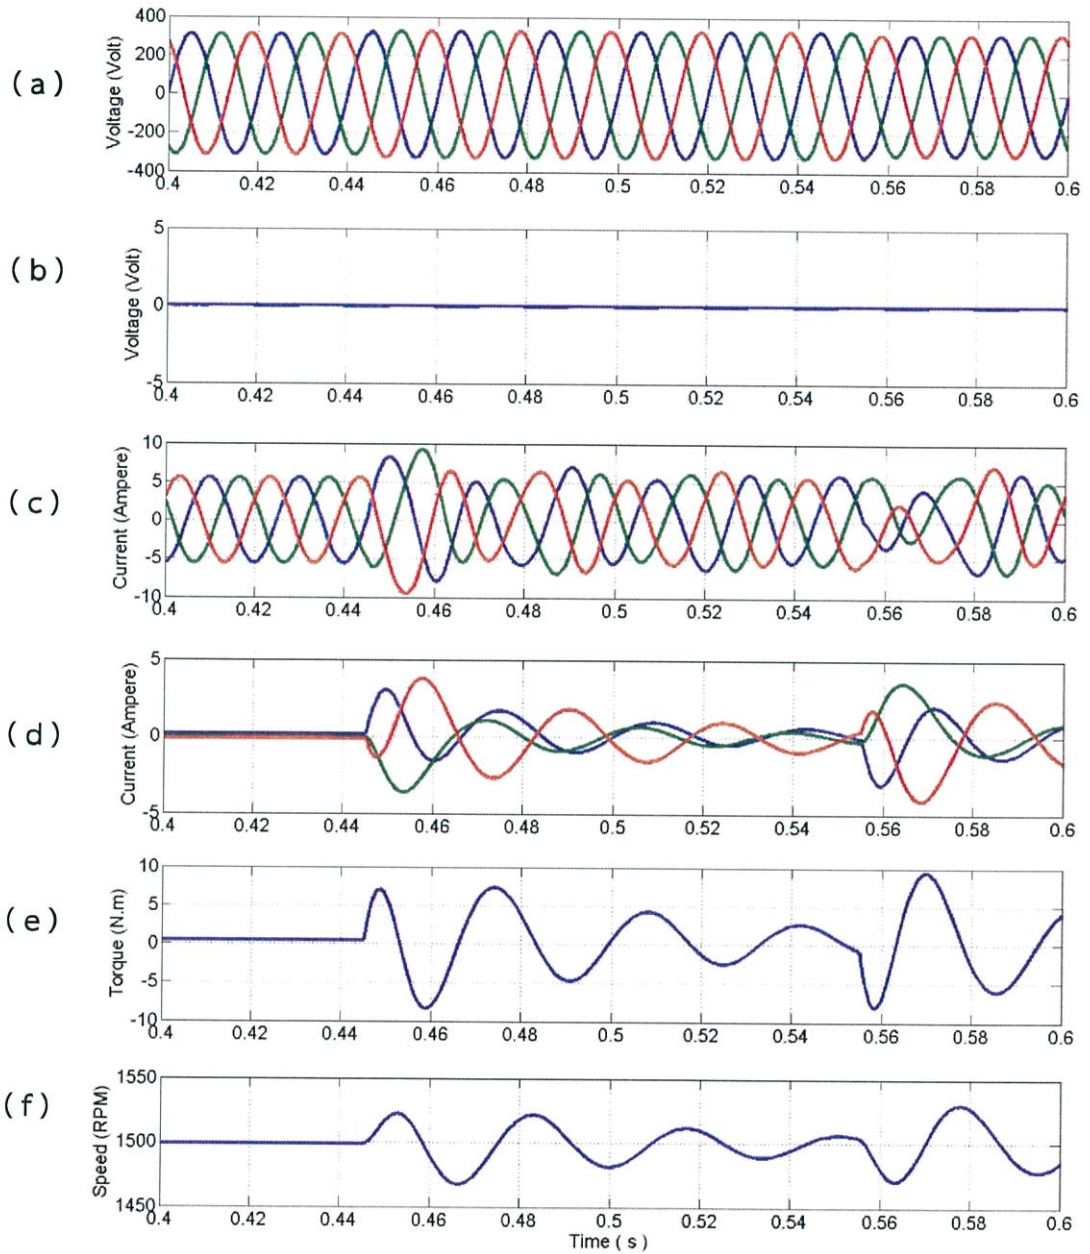 (a)
Voltage (Volt)
400
200
0
-200
-400
0.4 0.42 0.44 0.46 0.48 0.5 0.52 0.54 0.56 0.58 0.6
(b)
Voltage (Volt)
5
0
-5
0.4 0.42 0.44 0.46 0.48 0.5 0.52 0.54 0.56 0.58 0.6
(c)
Current (Ampere)
10
5
0
-5
-10
0.4 0.42 0.44 0.46 0.48 0.5 0.52 0.54 0.56 0.58 0.6
(d)
Current (Ampere)
5
0
-5
0.4 0.42 0.44 0.46 0.48 0.5 0.52 0.54 0.56 0.58 0.6
(e)
Torque (N.m)
10
5
0
-5
-10
0.4 0.42 0.44 0.46 0.48 0.5 0.52 0.54 0.56 0.58 0.6
(f)
Speed (RPM)
1550
1500
1450
0.4 0.42 0.44 0.46 0.48 0.5 0.52 0.54 0.56 0.58 0.6
Time ( s )